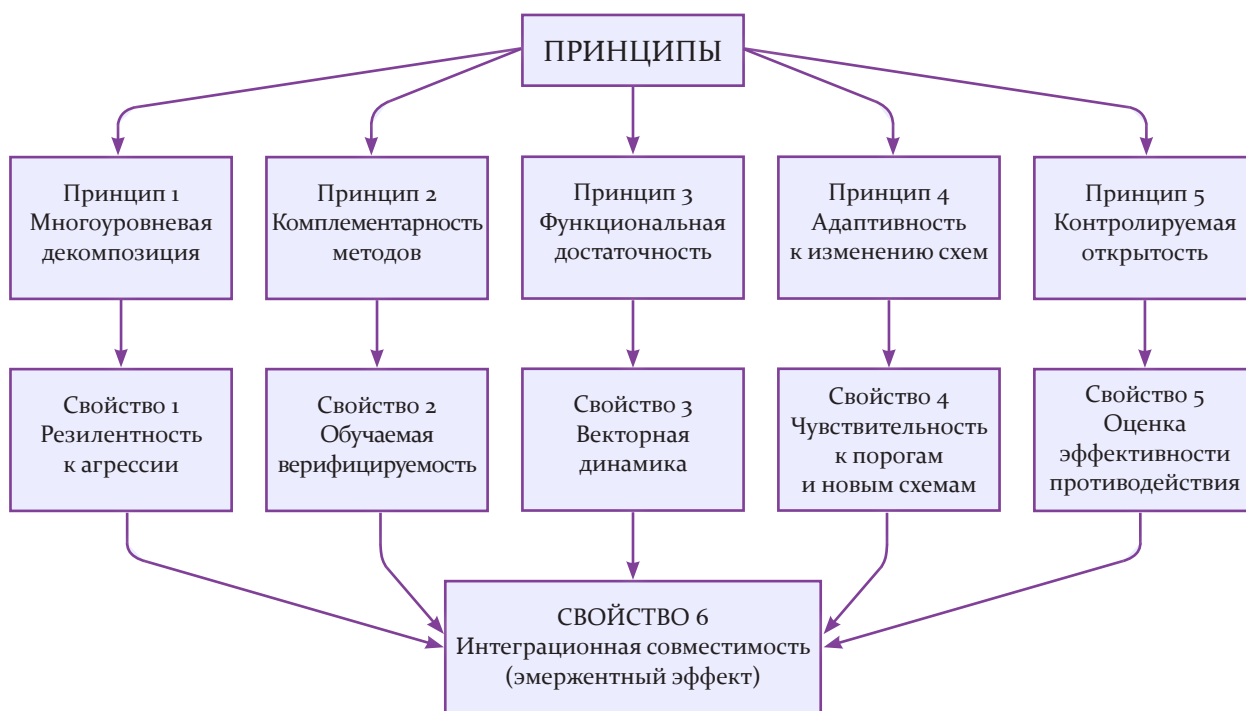 ПРИНЦИПЫ
Принцип 1
Многоуровневая
декомпозиция
Принцип 2
Комплементарность
методов
Принцип 3
Функциональная
достаточность
Принцип 4
Адаптивность
к изменению схем
Принцип 5
Контролируемая
открытость
Свойство 1
Резилентность
к агрессии
Свойство 2
Обучаемая
верифицируемость
Свойство 3
Векторная
динамика
Свойство 4
Чувствительность
к порогам
и новым схемам
Свойство 5
Оценка
эффективности
противодействия
СВОЙСТВО 6
Интеграционная совместимость
(эмержентный эффект)